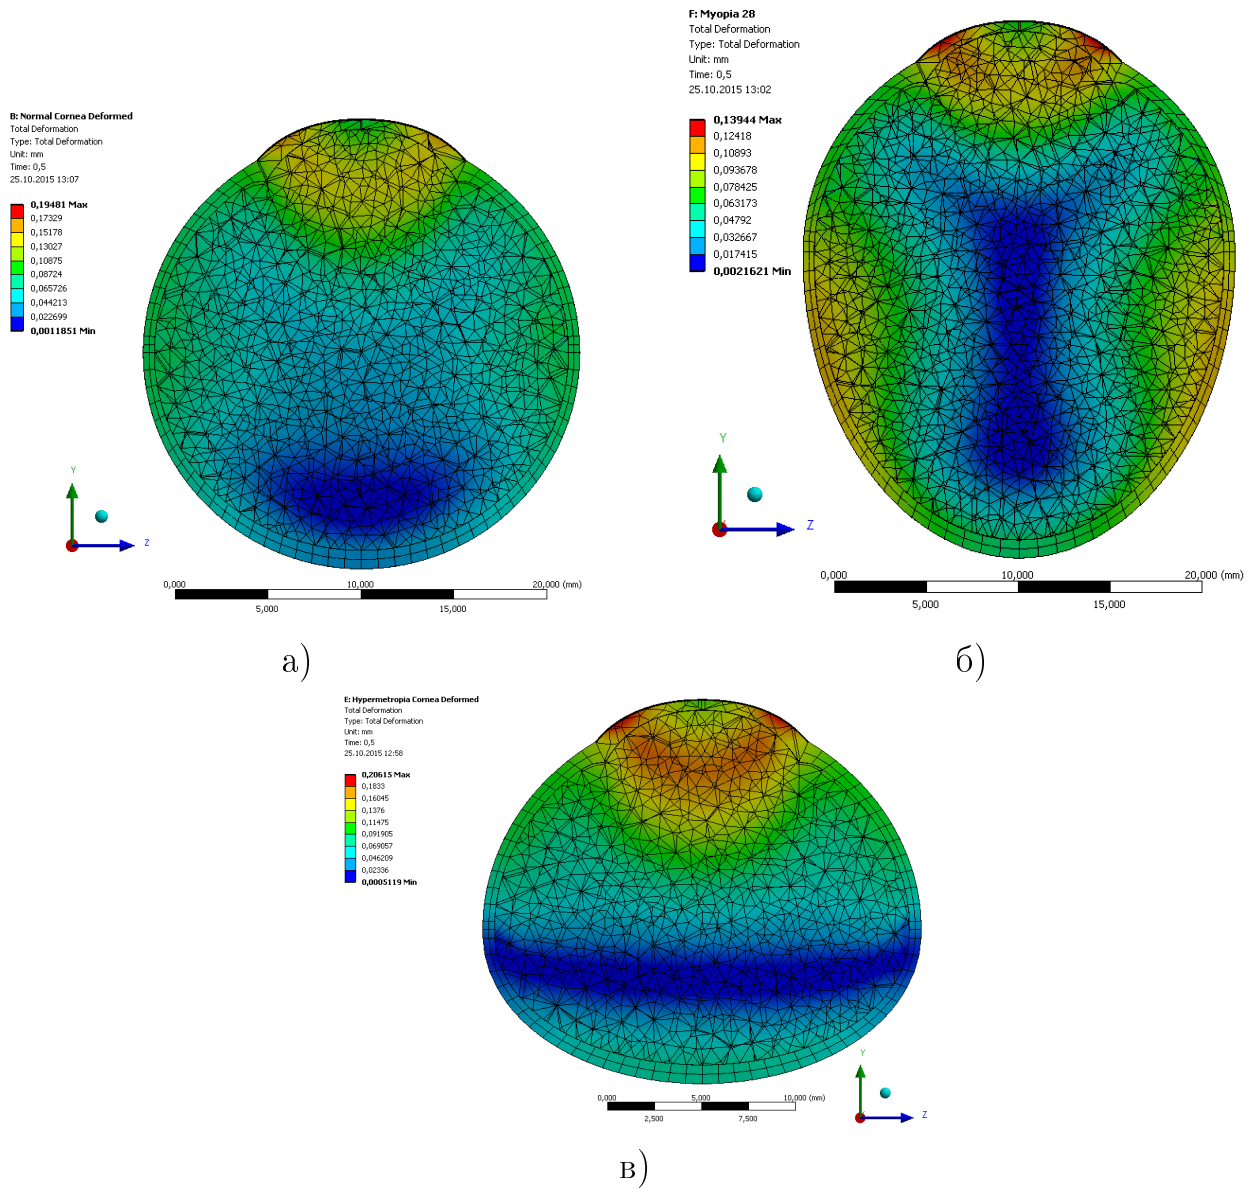 B: Normal Cornea Deformed
Total Deformation
Type: Total Deformation
Unit: mm
Time: 0,5
25.10.2015 13:07
0,19481 Max
0,17329
0,15178
0,13027
0,10875
0,08724
0,065726
0,044213
0,022699
0,0011851 Min
Y
Z
0,000 10,000 20,000 (mm)
5,000 15,000
а)
F: Myopia 28
Total Deformation
Type: Total Deformation
Unit: mm
Time: 0,5
25.10.2015 13:02
0,13944 Max
0,12418
0,10893
0,093678
0,078425
0,063173
0,04792
0,032667
0,017415
0,0021621 Min
Y
Z
0,000 10,000 20,000 (mm)
5,000 15,000
б)
E: Hypermetropia Cornea Deformed
Total Deformation
Type: Total Deformation
Unit: mm
Time: 0,5
25.10.2015 12:58
0,20615 Max
0,1833
0,16045
0,1376
0,11475
0,091905
0,069057
0,046209
0,02336
0,0005119 Min
Y
Z
0,000 5,000 10,000 (mm)
2,500 7,500
в)